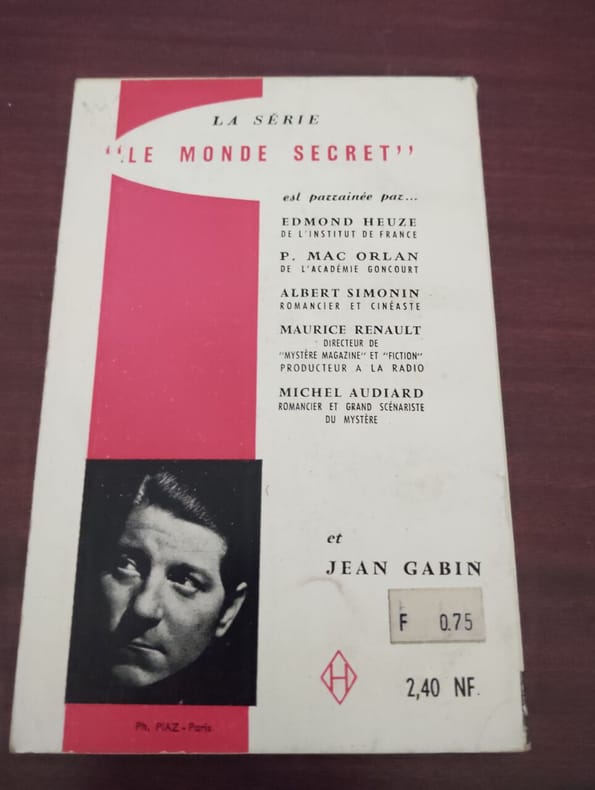 LA SÉRIE
"LE MONDE SECRET"
est parrainée par...
EDMOND HEUZE
DE L'INSTITUT DE FRANCE
P. MAC ORLAN
DE L'ACADÉMIE GONCOURT
ALBERT SIMONIN
ROMANCIER ET CINÉASTE
MAURICE RENAULT
DIRECTEUR DE
"MYSTÈRE MAGAZINE" ET "FICTION"
PRODUCTEUR A LA RADIO
MICHEL AUDIARD
ROMANCIER ET GRAND SCÉNARISTE
DU MYSTÈRE
et
JEAN GABIN
F 0.75
H
2,40 NF.
Ph. PIAZ - Paris